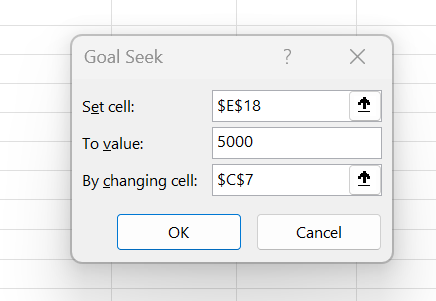 Goal Seek ?
Set cell: $E$18
To value: 5000
By changing cell: $C$7
OK Cancel